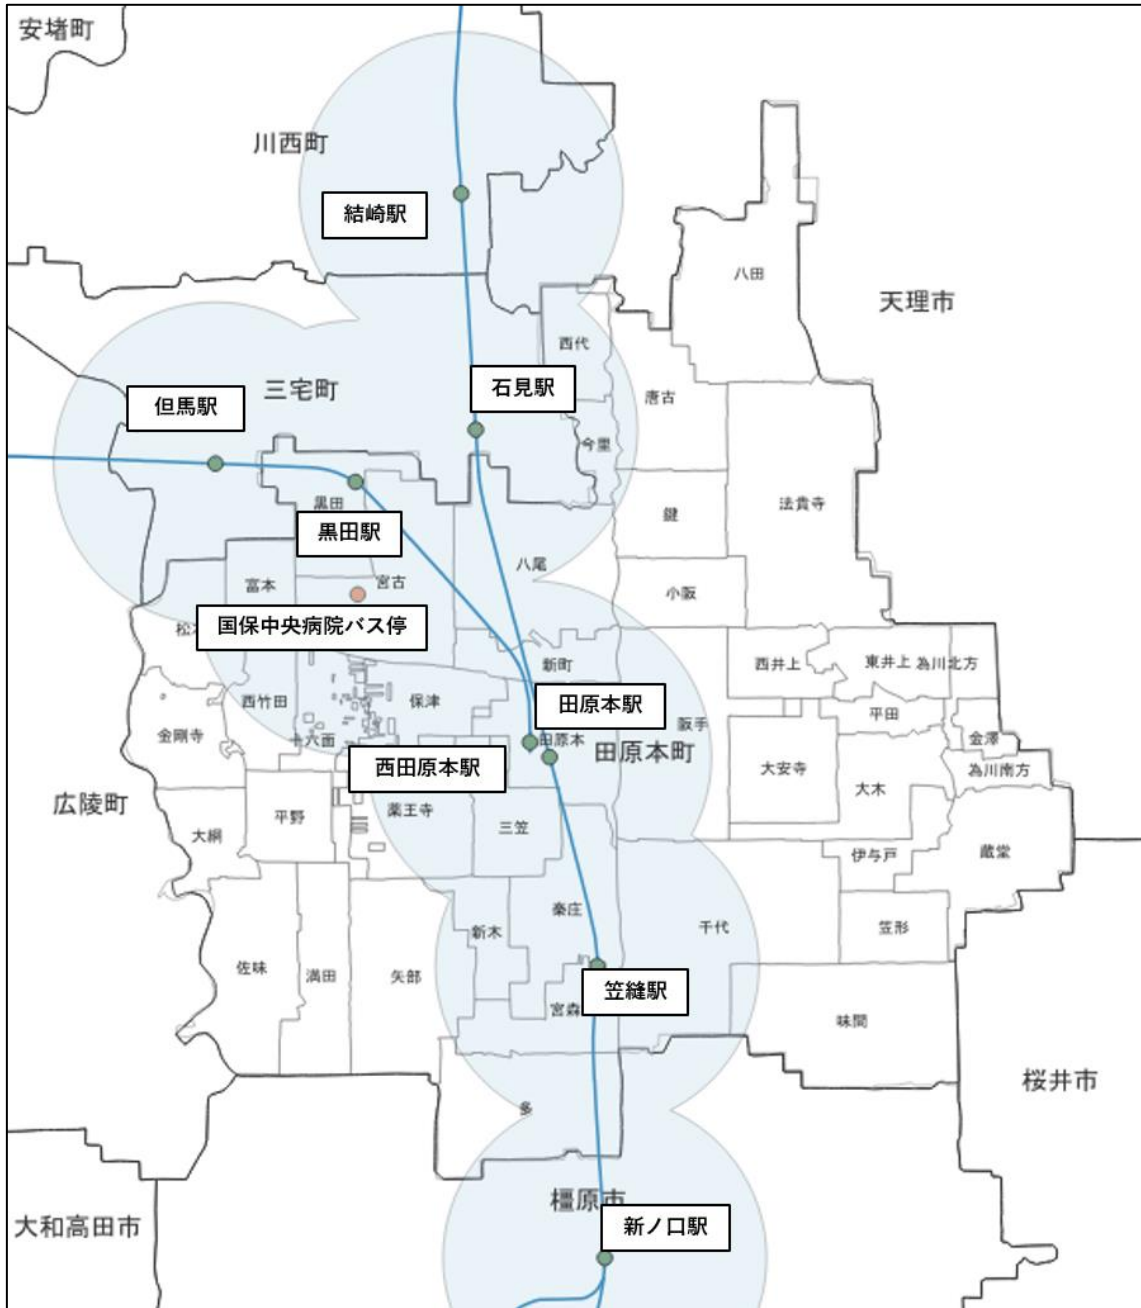 安堵町
川西町
結崎駅
八田
天理市
西代
三宅町
石見駅
唐古
但馬駅
今里
黒田
鍵
法貴寺
黒田駅
八尾
富本
宮古
小阪
国保中央病院バス停
松本
新町
西井上
東井上
為川北方
西竹田
保津
田原本駅
平田
金剛寺
十六面
田原本
阪手
金澤
田原本町
西田原本駅
大安寺
為川南方
大木
広陵町
平野
薬王寺
大網
三笠
伊与戸
蔵堂
秦庄
新木
千代
笠形
佐味
満田
矢部
笠縫駅
宮森
味間
桜井市
多
橿原市
大和高田市
新ノ口駅